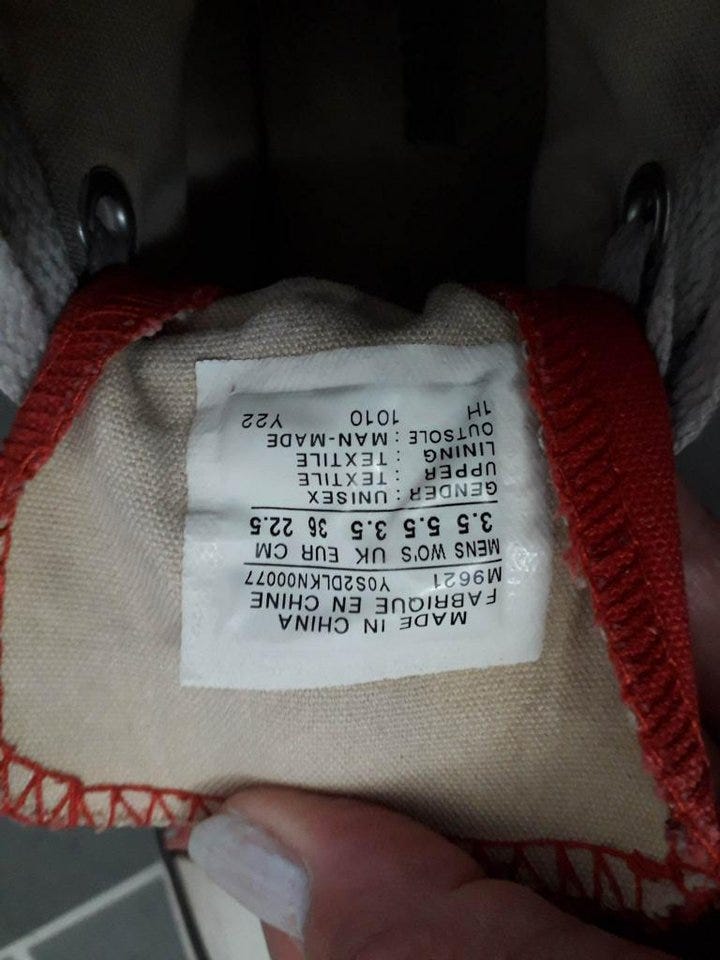 MADE IN CHINA
FABRIQUE EN CHINE
M9621 Y0S2DLKN00077
MENS WO'S UK EUR CM
3.5 5.5 3.5 36 22.5
GENDER : UNISEX
UPPER : TEXTILE
LINING : TEXTILE
OUTSOLE : MAN-MADE
1H 1010 Y22